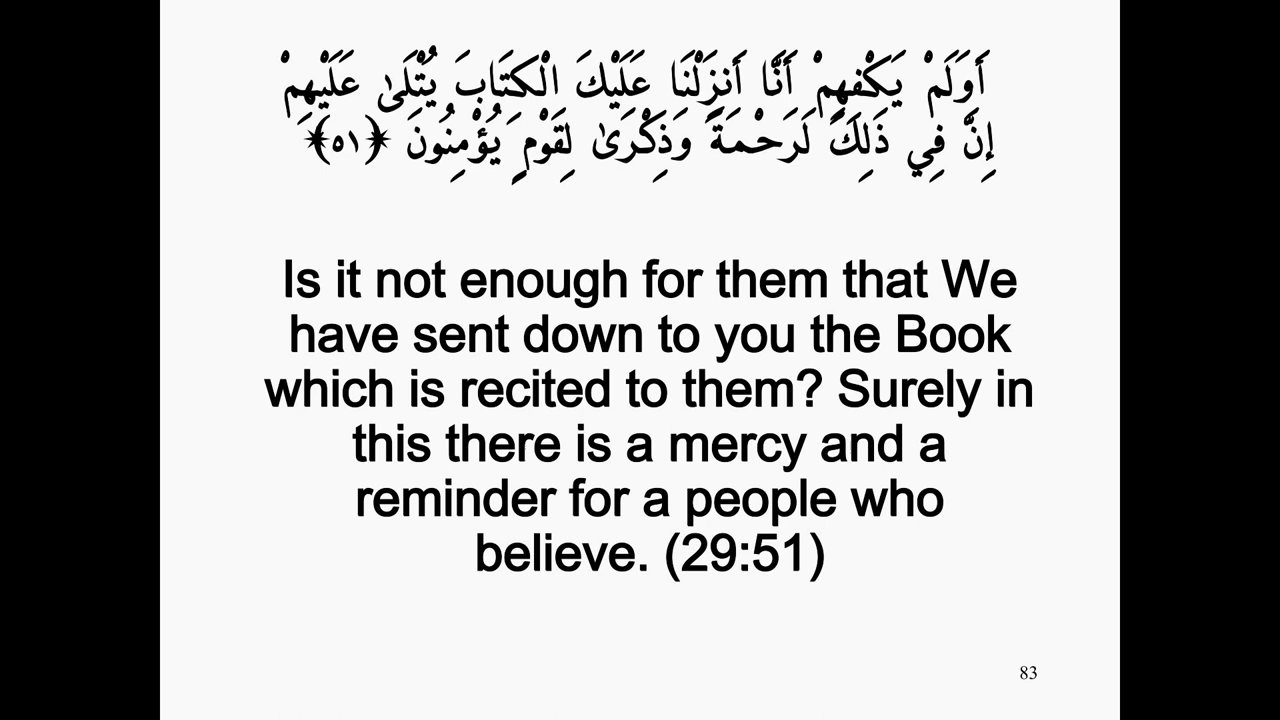 أَوَلَمْ يَكْفِهِمْ أَنَّا أَنزَلْنَا عَلَيْكَ الْكِتَابَ يُتْلَىٰ عَلَيْهِمْ
إِنَّ فِي ذَلِكَ لَرَحْمَةً وَذِكْرَىٰ لِقَوْمٍ يُؤْمِنُونَ ﴿٥١﴾
Is it not enough for them that We
have sent down to you the Book
which is recited to them? Surely in
this there is a mercy and a
reminder for a people who
believe. (29:51)
83